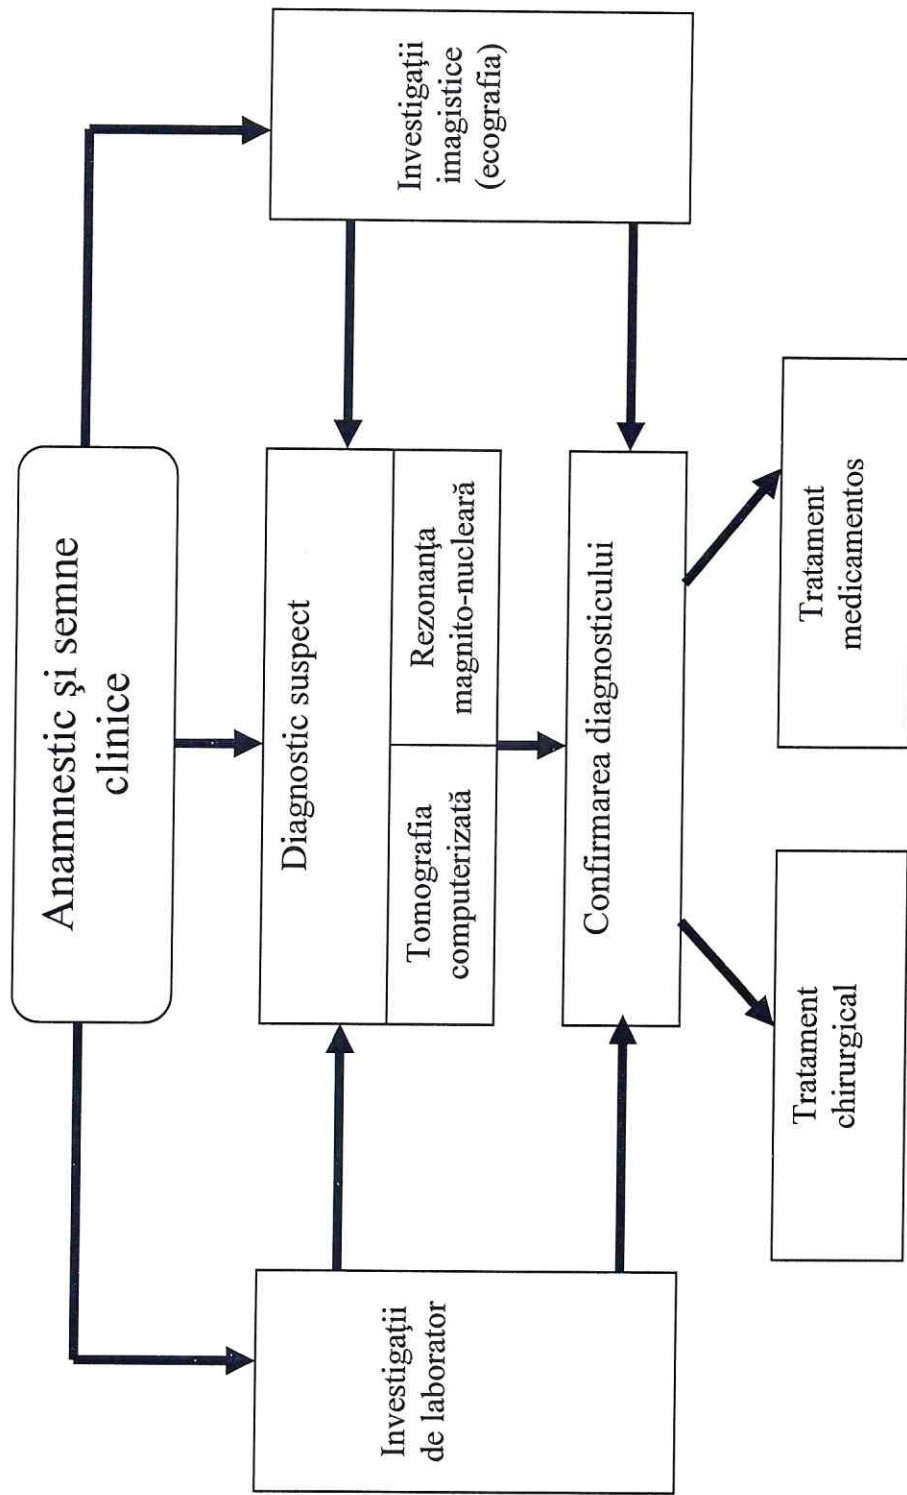 Anamnestic şi semne
clinice
Investigaţii
de laborator
Diagnostic suspect
Tomografia
computerizată
Rezonanţa
magnito-nucleară
Investigaţii
imagistice
(ecografia)
Confirmarea diagnosticului
Tratament
chirurgical
Tratament
medicamentos